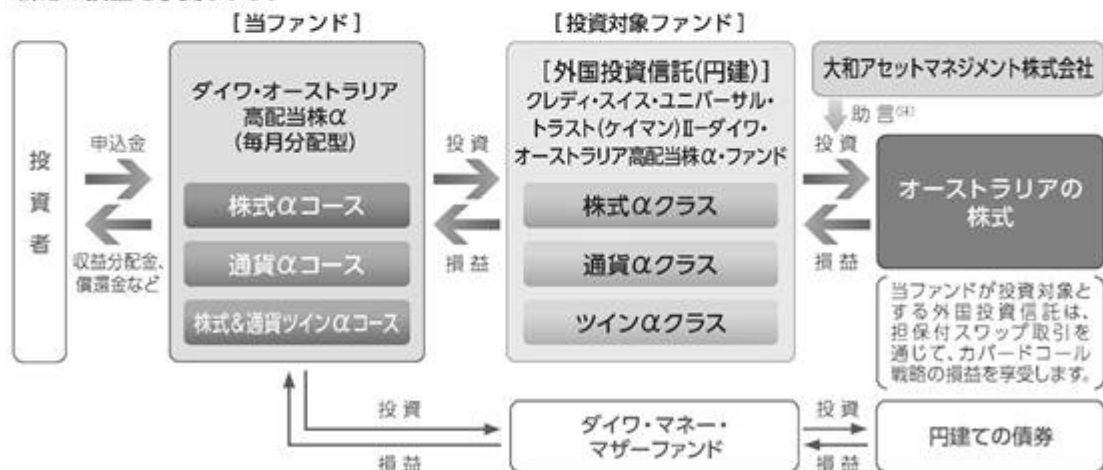 [当ファンド]
[投資対象ファンド]
投資者
申込金
収益分配金、
償還金など
ダイワ・オーストラリア
高配当株α
(毎月分配型)
株式αコース
通貨αコース
株式&通貨ツインαコース
投資
損益
[外国投資信託(円建)]
クレディ・スイス・ユニバーサル・
トラスト(ケイマン)Ⅱ-ダイワ・
オーストラリア高配当株α・ファンド
株式αクラス
通貨αクラス
ツインαクラス
大和アセットマネジメント株式会社
助言
投資
損益
オーストラリアの
株式
当ファンドが投資対象と
する外国投資信託は、
担保付スワップ取引を
通じて、カバードコール
戦略の損益を享受します。
投資
損益
ダイワ・マネー・
マザーファンド
投資
損益
円建ての債券